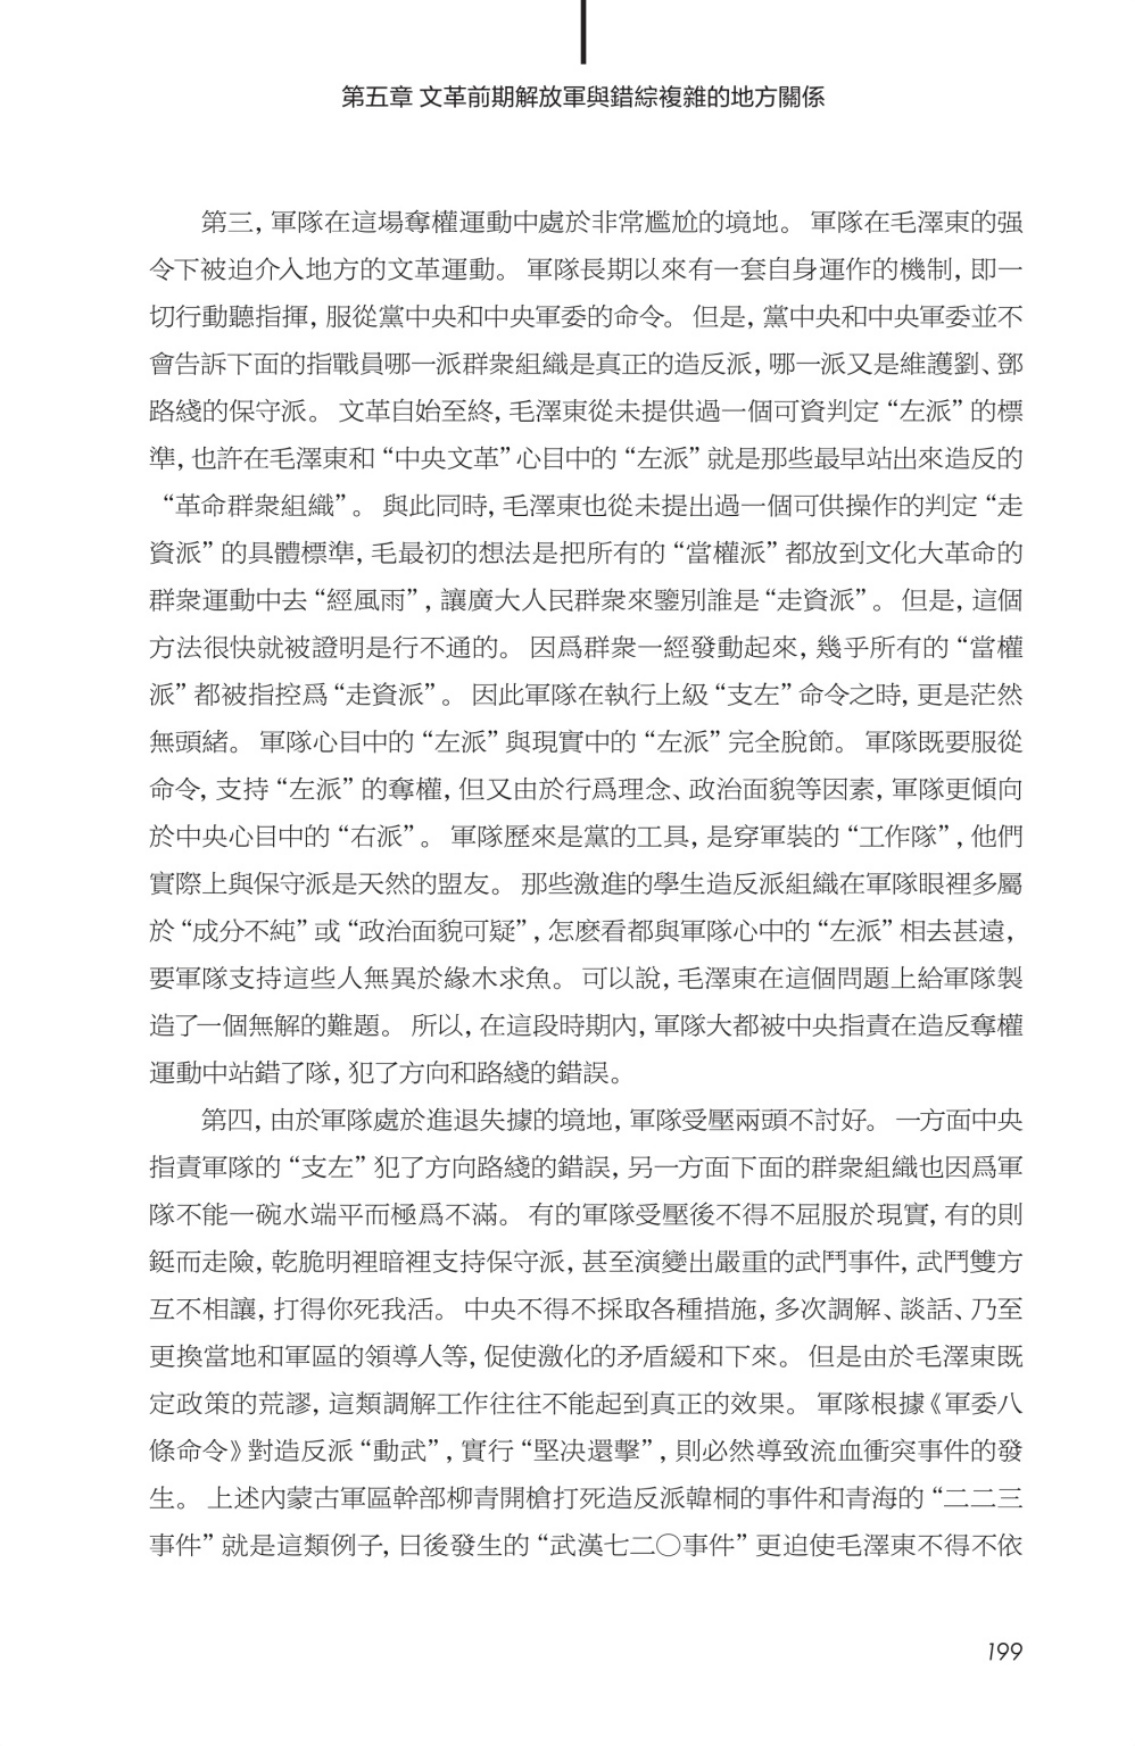 第五章 文革前期解放軍與錯綜複雜的地方關係
第三, 軍隊在這場奪權運動中處於非常尷尬的境地。 軍隊在毛澤東的强
令下被迫介入地方的文革運動。 軍隊長期以來有一套自身運作的機制, 即一
切行動聽指揮, 服從黨中央和中央軍委的命令。 但是, 黨中央和中央軍委並不
會告訴下面的指戰員哪一派群衆組織是真正的造反派, 哪一派又是維護劉、鄧
路綫的保守派。 文革自始至終, 毛澤東從未提供過一個可資判定 “左派” 的標
準, 也許在毛澤東和 “中央文革” 心目中的 “左派” 就是那些最早站出來造反的
“革命群衆組織”。 與此同時, 毛澤東也從未提出過一個可供操作的判定 “走
資派” 的具體標準, 毛最初的想法是把所有的 “當權派” 都放到文化大革命的
群衆運動中去 “經風雨” , 讓廣大人民群衆來鑒別誰是 “走資派” 。 但是, 這個
方法很快就被證明是行不通的。 因爲群衆一經發動起來, 幾乎所有的 “當權
派” 都被指控爲 “走資派” 。 因此軍隊在執行上級 “支左” 命令之時, 更是茫然
無頭緒。 軍隊心目中的 “左派” 與現實中的 “左派” 完全脫節。 軍隊既要服從
命令, 支持 “左派” 的奪權, 但又由於行爲理念、政治面貌等因素, 軍隊更傾向
於中央心目中的 “右派” 。 軍隊歷來是黨的工具, 是穿軍裝的 “工作隊” , 他們
實際上與保守派是天然的盟友。 那些激進的學生造反派組織在軍隊眼裡多屬
於 “成分不純” 或 “政治面貌可疑” , 怎麽看都與軍隊心中的 “左派” 相去甚遠,
要軍隊支持這些人無異於緣木求魚。 可以說, 毛澤東在這個問題上給軍隊製
造了一個無解的難題。 所以, 在這段時期內, 軍隊大都被中央指責在造反奪權
運動中站錯了隊, 犯了方向和路綫的錯誤。
第四, 由於軍隊處於進退失據的境地, 軍隊受壓兩頭不討好。 一方面中央
指責軍隊的 “支左” 犯了方向路綫的錯誤, 另一方面下面的群衆組織也因爲軍
隊不能一碗水端平而極爲不滿。 有的軍隊受壓後不得不屈服於現實, 有的則
鋌而走險, 乾脆明裡暗裡支持保守派, 甚至演變出嚴重的武鬥事件, 武鬥雙方
互不相讓, 打得你死我活。 中央不得不採取各種措施, 多次調解、談話、乃至
更換當地和軍區的領導人等, 促使激化的矛盾緩和下來。 但是由於毛澤東既
定政策的荒謬, 這類調解工作往往不能起到真正的效果。 軍隊根據《軍委八
條命令》對造反派 “動武” , 實行 “堅决還擊” , 則必然導致流血衝突事件的發
生。 上述內蒙古軍區幹部柳青開槍打死造反派韓桐的事件和青海的 “二二三
事件” 就是這類例子, 日後發生的 “武漢七二〇事件” 更迫使毛澤東不得不依
199